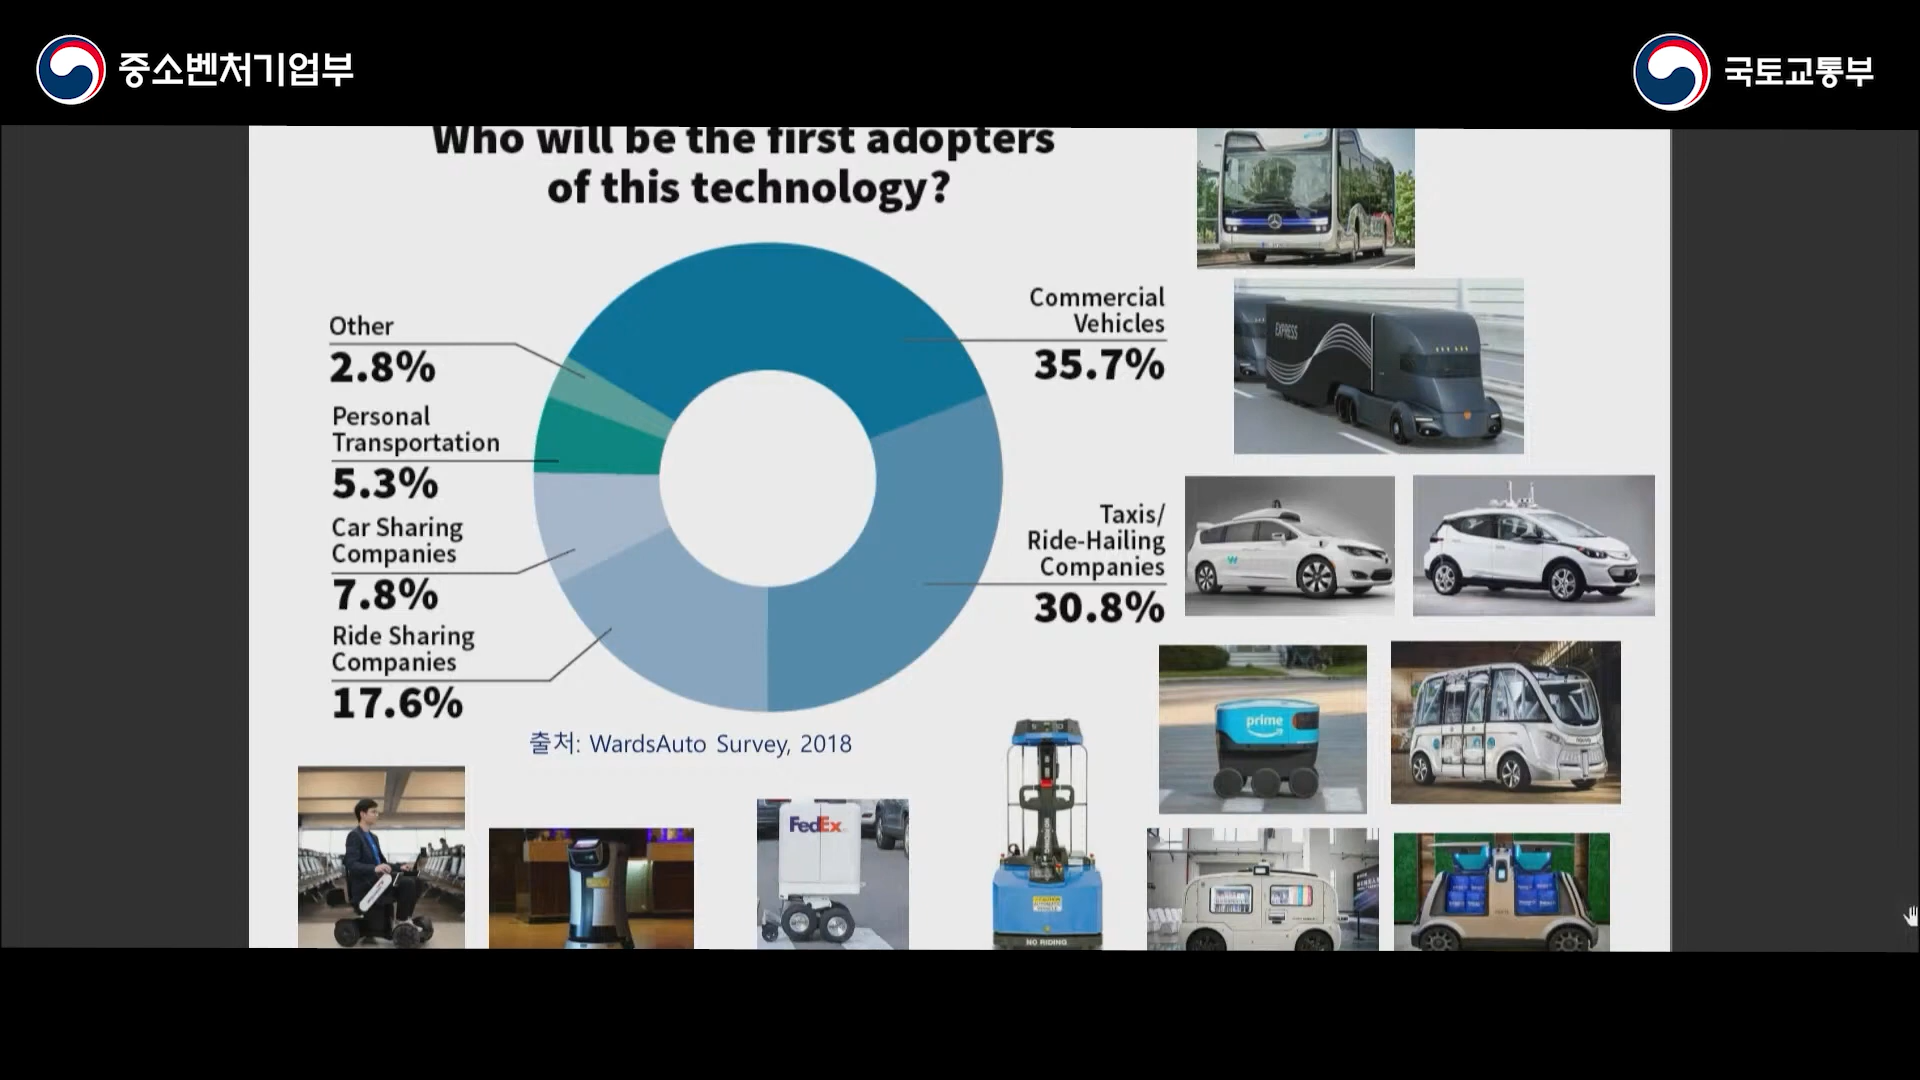 중소벤처기업부
국토교통부
Who will be the first adopters
of this technology?
Other
2.8%
Personal
Transportation
5.3%
Car Sharing
Companies
7.8%
Ride Sharing
Companies
17.6%
Commercial
Vehicles
35.7%
Taxis/
Ride-Hailing
Companies
30.8%
출처: WardsAuto Survey, 2018
EXPRESS
prime
FedEx
NO RIDING